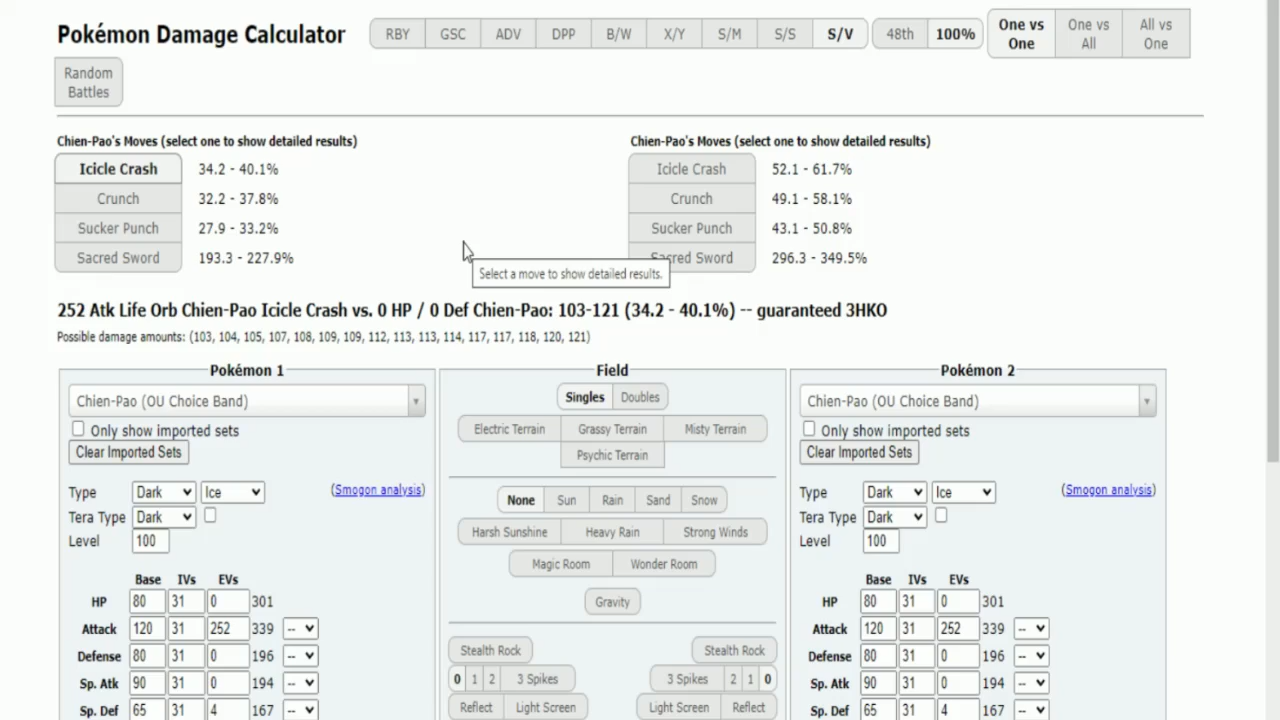 Pokémon Damage Calculator
RBY GSC ADV DPP B/W X/Y S/M S/S S/V
48th 100%
One vs One
One vs All
All vs One
Random Battles
Chien-Pao's Moves (select one to show detailed results)
Icicle Crash 34.2 - 40.1%
Crunch 32.2 - 37.8%
Sucker Punch 27.9 - 33.2%
Sacred Sword 193.3 - 227.9%
Chien-Pao's Moves (select one to show detailed results)
Icicle Crash 52.1 - 61.7%
Crunch 49.1 - 58.1%
Sucker Punch 43.1 - 50.8%
Sacred Sword 296.3 - 349.5%
Select a move to show detailed results.
252 Atk Life Orb Chien-Pao Icicle Crash vs. 0 HP / 0 Def Chien-Pao: 103-121 (34.2 - 40.1%) -- guaranteed 3HKO
Possible damage amounts: (103, 104, 105, 107, 108, 109, 109, 112, 113, 113, 114, 117, 117, 118, 120, 121)
Pokémon 1
Chien-Pao (OU Choice Band)
Only show imported sets
Clear Imported Sets
Type Dark Ice (Smogon analysis)
Tera Type Dark
Level 100
Base IVs EVs
HP 80 31 0 301
Attack 120 31 252 339 --
Defense 80 31 0 196 --
Sp. Atk 90 31 0 194 --
Sp. Def 65 31 4 167 --
Field
Singles Doubles
Electric Terrain Grassy Terrain Misty Terrain
Psychic Terrain
None Sun Rain Sand Snow
Harsh Sunshine Heavy Rain Strong Winds
Magic Room Wonder Room
Gravity
Stealth Rock Stealth Rock
0 1 2 3 Spikes 3 Spikes 2 1 0
Reflect Light Screen Light Screen Reflect
Pokémon 2
Chien-Pao (OU Choice Band)
Only show imported sets
Clear Imported Sets
Type Dark Ice (Smogon analysis)
Tera Type Dark
Level 100
Base IVs EVs
HP 80 31 0 301
Attack 120 31 252 339 --
Defense 80 31 0 196 --
Sp. Atk 90 31 0 194 --
Sp. Def 65 31 4 167 --